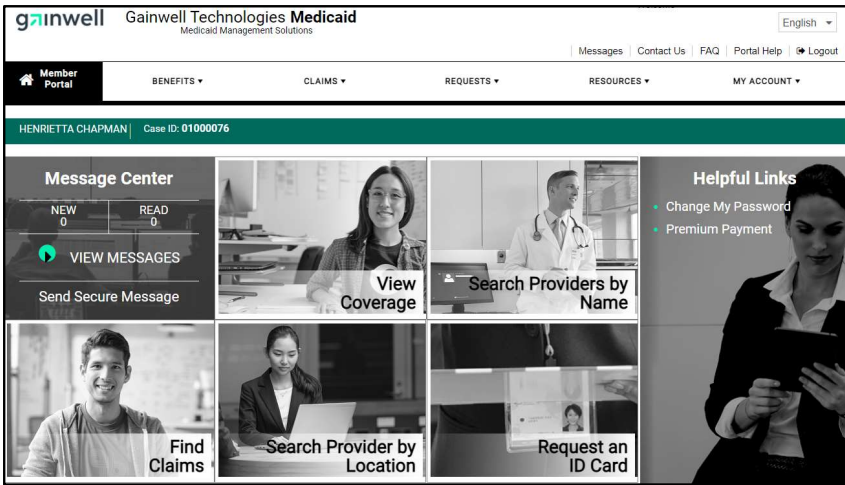 gainwell
Gainwell Technologies Medicaid
Medicaid Management Solutions
English
Messages | Contact Us | FAQ | Portal Help | Logout
Member
Portal
BENEFITS
CLAIMS
REQUESTS
RESOURCES
MY ACCOUNT
HENRIETTA CHAPMAN | Case ID: 01000076
Message Center
NEW
0
READ
0
VIEW MESSAGES
Send Secure Message
View
Coverage
Search Providers by
Name
Helpful Links
Change My Password
Premium Payment
Find
Claims
Search Provider by
Location
Request an
ID Card